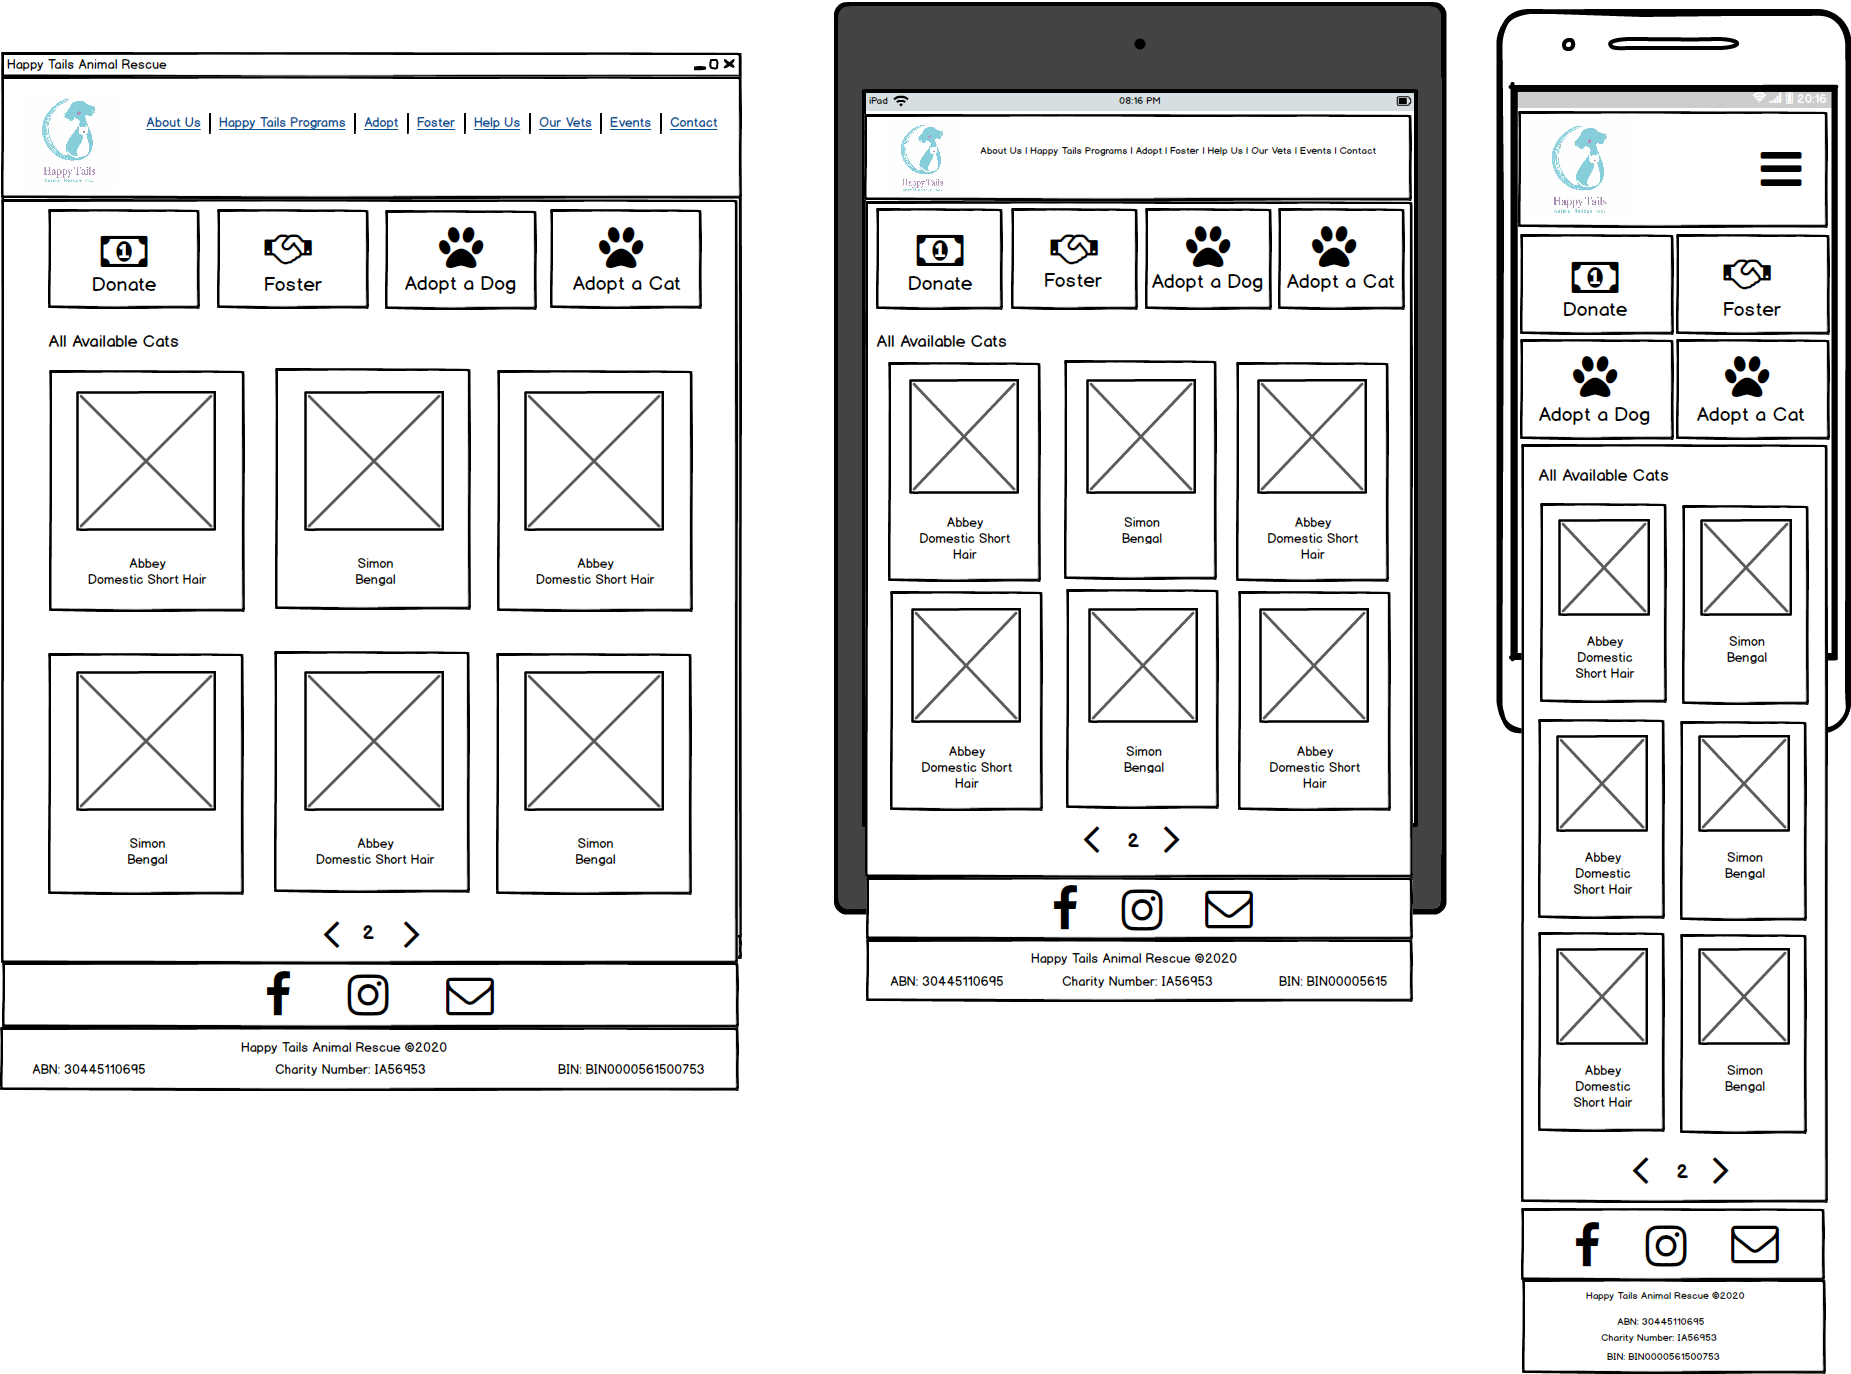 Happy Tails Animal Rescue
Happy Tails
Animal Rescue Inc.
About Us | Happy Tails Programs | Adopt | Foster | Help Us | Our Vets | Events | Contact
Donate
Foster
Adopt a Dog
Adopt a Cat
All Available Cats
Abbey
Domestic Short Hair
Simon
Bengal
Abbey
Domestic Short Hair
Simon
Bengal
Abbey
Domestic Short Hair
Simon
Bengal
2
Happy Tails Animal Rescue ©2020
ABN: 30445110695
Charity Number: IA56953
BIN: BIN0000561500753
iPad
08:16 PM
Happy Tails
About Us | Happy Tails Programs | Adopt | Foster | Help Us | Our Vets | Events | Contact
Donate
Foster
Adopt a Dog
Adopt a Cat
All Available Cats
Abbey
Domestic Short
Hair
Simon
Bengal
Abbey
Domestic Short
Hair
Abbey
Domestic Short
Hair
Simon
Bengal
Abbey
Domestic Short
Hair
2
Happy Tails Animal Rescue ©2020
ABN: 30445110695
Charity Number: IA56953
BIN: BIN00005615
20:16
Happy Tails
Animal Rescue Inc.
Donate
Foster
Adopt a Dog
Adopt a Cat
All Available Cats
Abbey
Domestic
Short Hair
Simon
Bengal
Abbey
Domestic
Short Hair
Simon
Bengal
Abbey
Domestic
Short Hair
Simon
Bengal
2
Happy Tails Animal Rescue ©2020
ABN: 30445110695
Charity Number: IA56953
BIN: BIN0000561500753